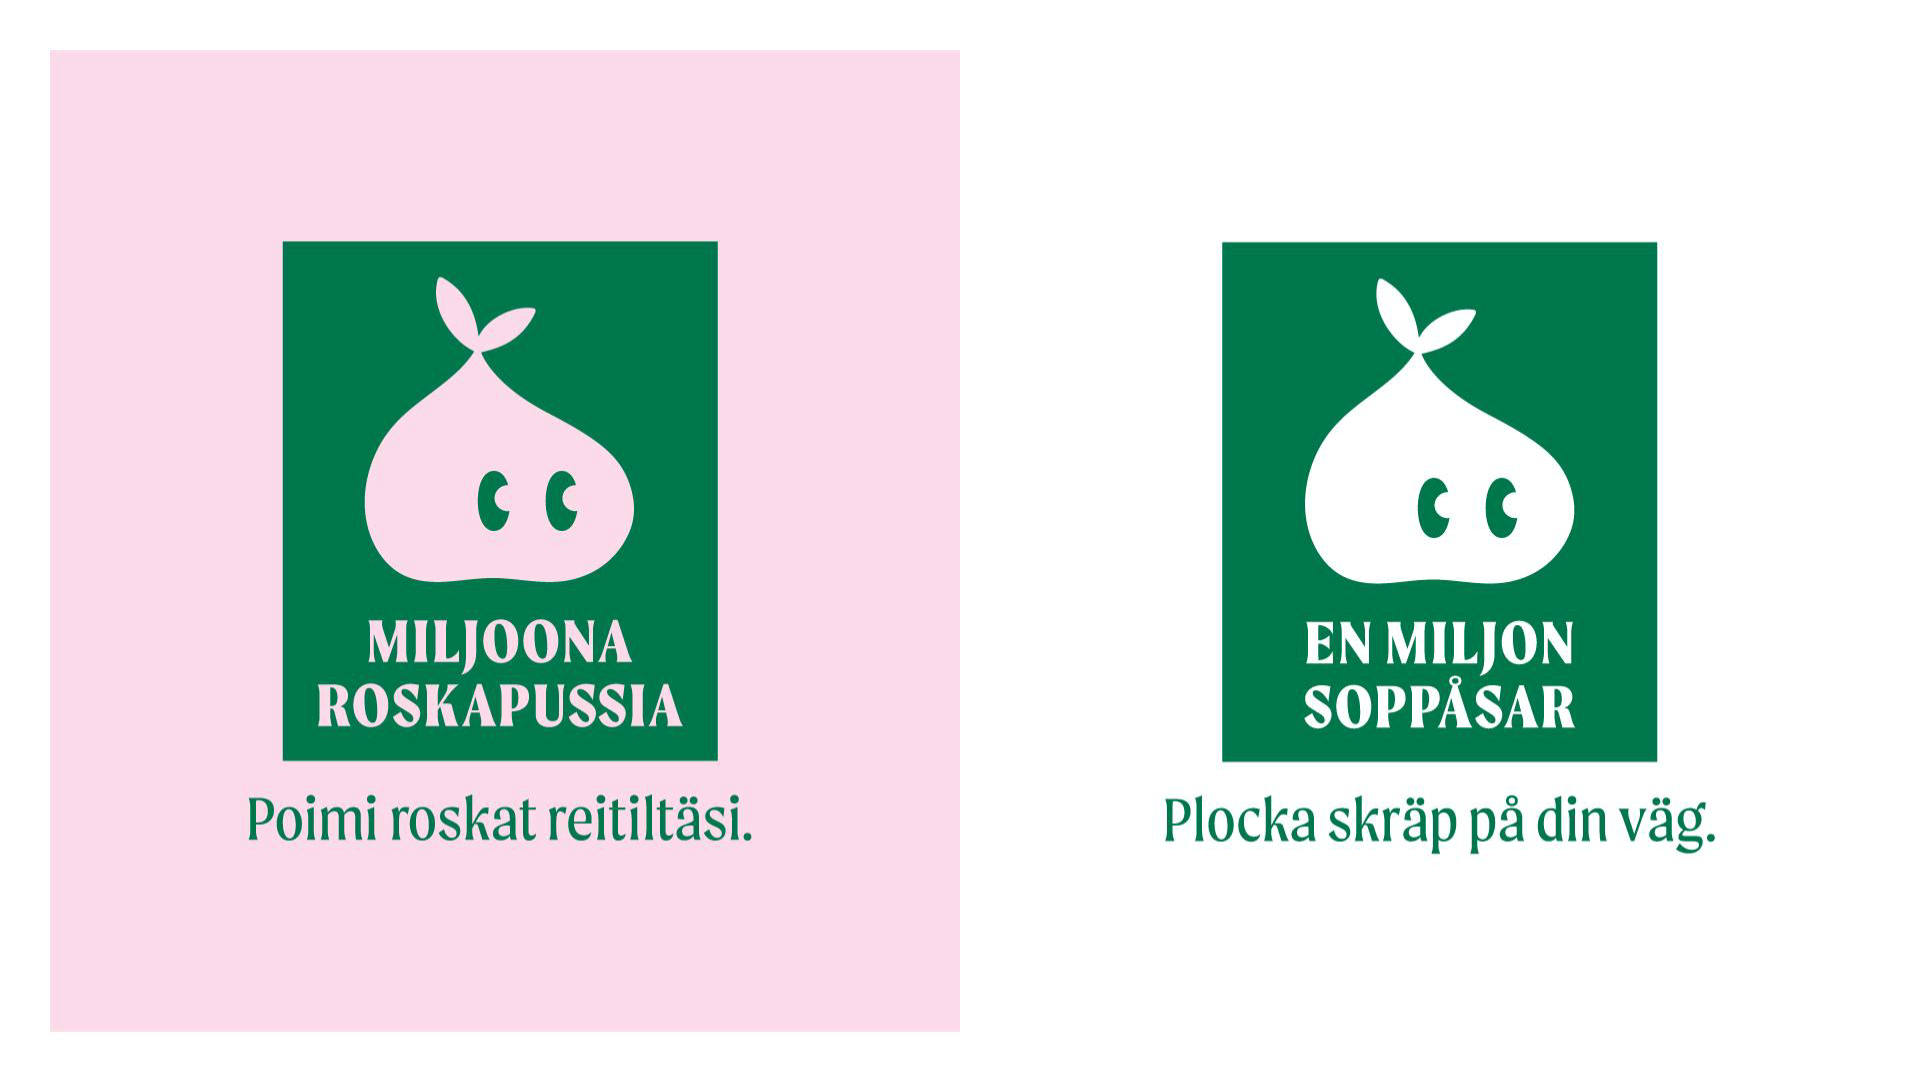 MILJOONA
ROSKAPUSSIA
Poimi roskat reitiltäsi.
EN MILJON
SOPPÅSAR
Plocka skräp på din väg.